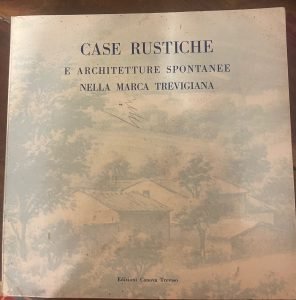 CASE RUSTICHE
E ARCHITETTURE SPONTANEE
NELLA MARCA TREVIGIANA
Edizioni Canova Treviso